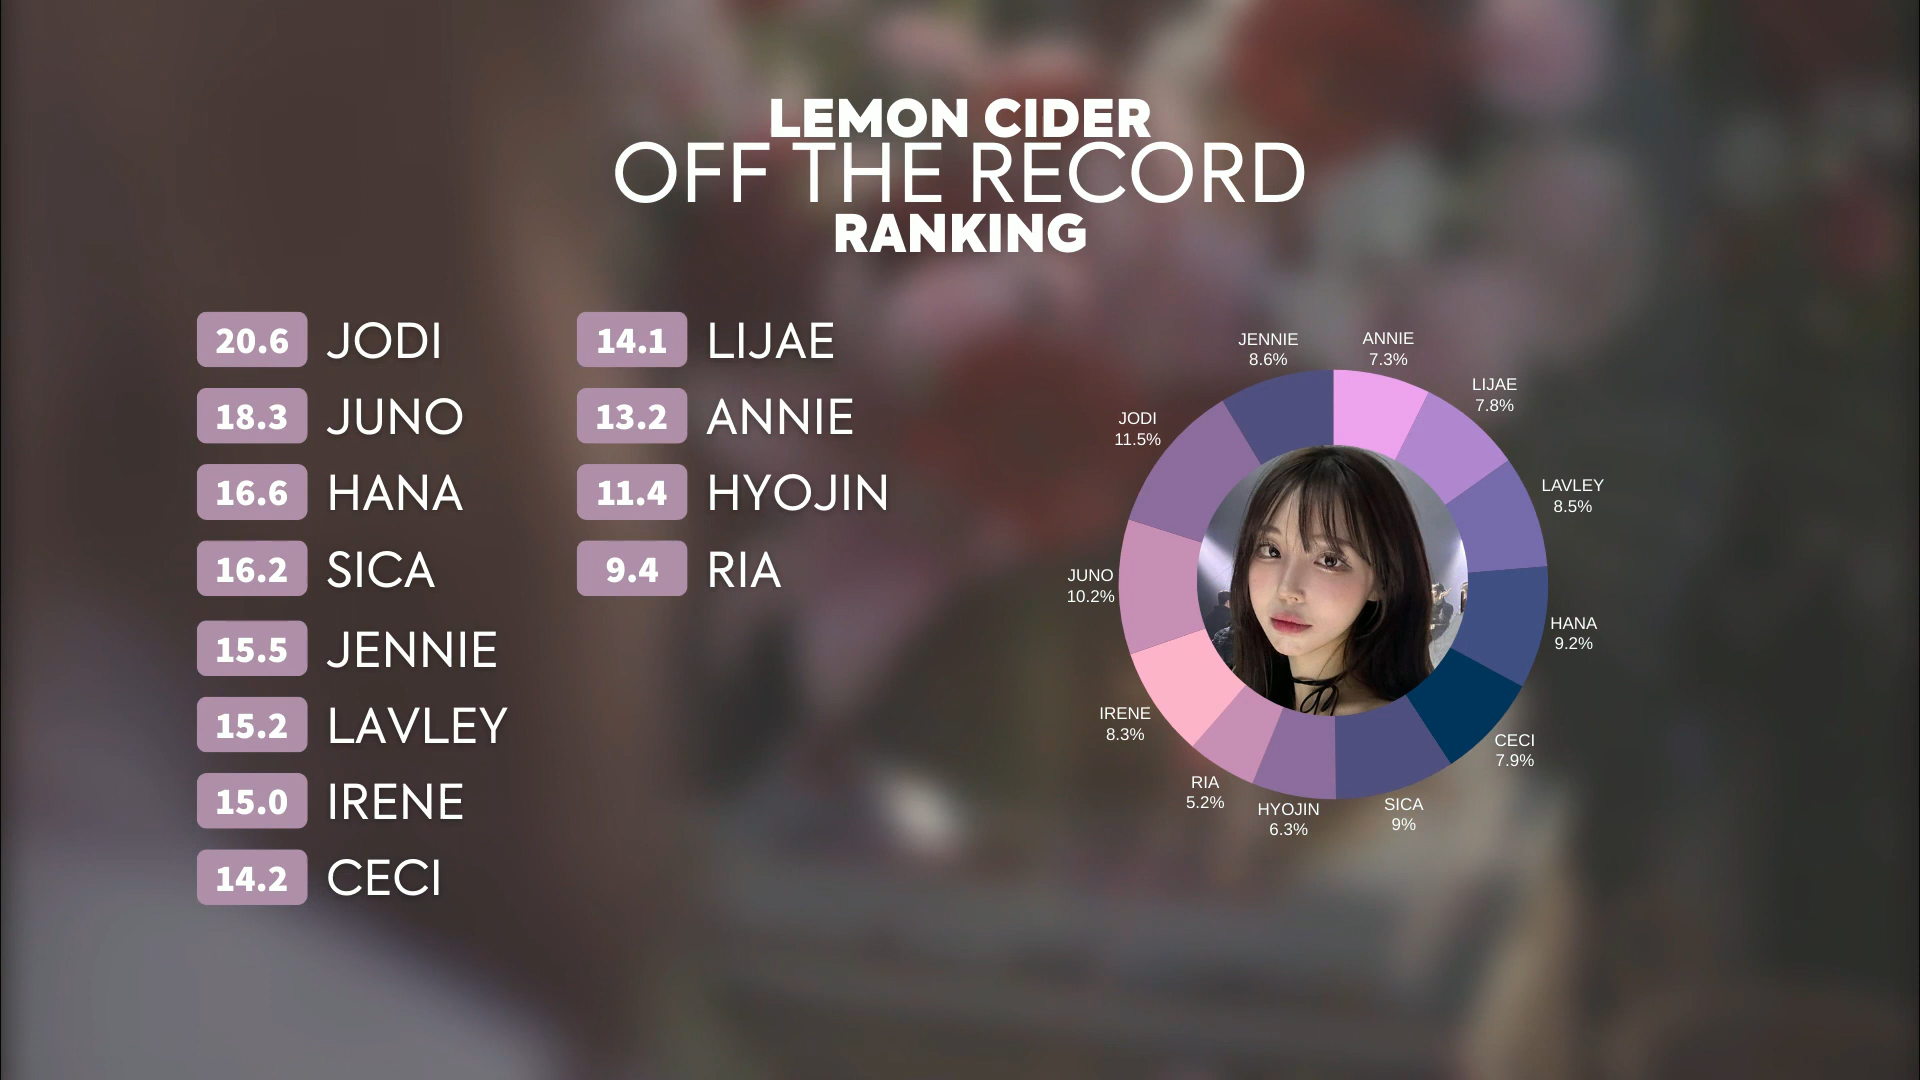 LEMON CIDER
OFF THE RECORD
RANKING
20.6 JODI
18.3 JUNO
16.6 HANA
16.2 SICA
15.5 JENNIE
15.2 LAVLEY
15.0 IRENE
14.2 CECI
14.1 LIJAE
13.2 ANNIE
11.4 HYOJIN
9.4 RIA
JENNIE
8.6%
ANNIE
7.3%
LIJAE
7.8%
LAVLEY
8.5%
HANA
9.2%
CECI
7.9%
SICA
9%
HYOJIN
6.3%
RIA
5.2%
IRENE
8.3%
JUNO
10.2%
JODI
11.5%